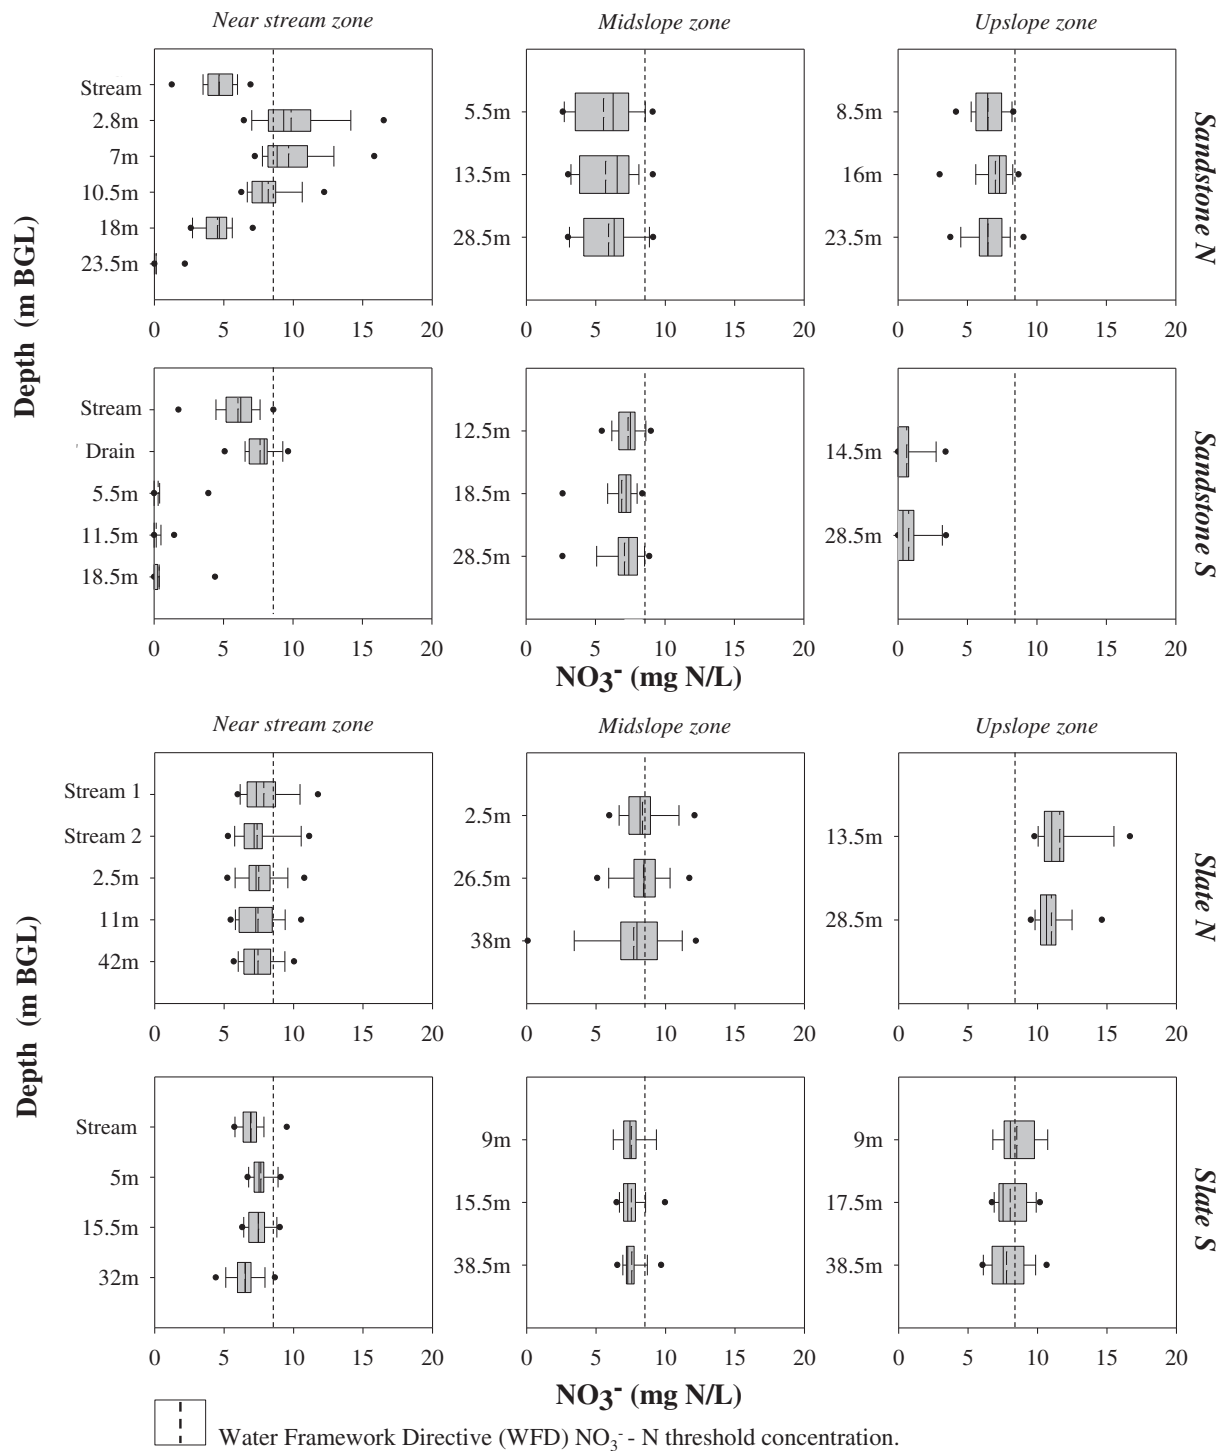 Near stream zone Midslope zone Upslope zone
Depth (m BGL)
Stream
2.8m
7m
10.5m
18m
23.5m
0 5 10 15 20
5.5m
13.5m
28.5m
0 5 10 15 20
8.5m
16m
23.5m
0 5 10 15 20
Sandstone N
Stream
Drain
5.5m
11.5m
18.5m
0 5 10 15 20
12.5m
18.5m
28.5m
0 5 10 15 20
14.5m
28.5m
0 5 10 15 20
Sandstone S
NO3- (mg N/L)
Near stream zone Midslope zone Upslope zone
Depth (m BGL)
Stream 1
Stream 2
2.5m
11m
42m
0 5 10 15 20
2.5m
26.5m
38m
0 5 10 15 20
13.5m
28.5m
0 5 10 15 20
Slate N
Stream
5m
15.5m
32m
0 5 10 15 20
9m
15.5m
38.5m
0 5 10 15 20
9m
17.5m
38.5m
0 5 10 15 20
Slate S
NO3- (mg N/L)
Water Framework Directive (WFD) NO3- - N threshold concentration.